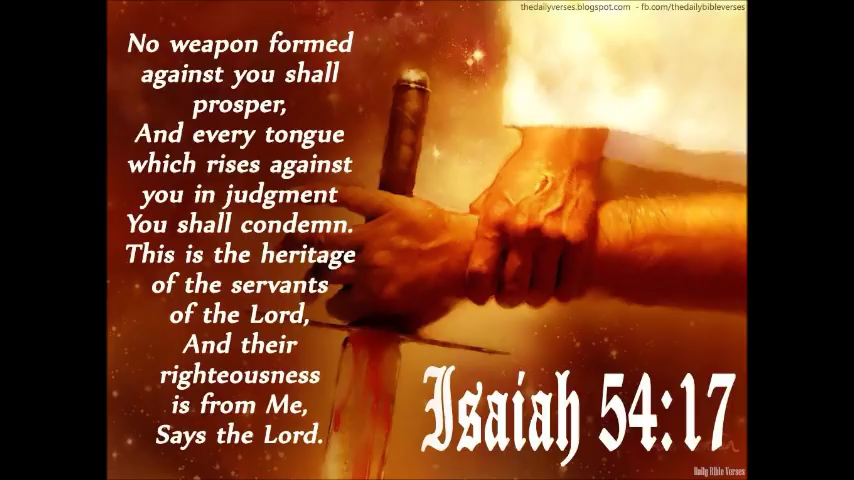 thedailyverses.blogspot.com - fb.com/thedailybibleverses
No weapon formed
against you shall
prosper,
And every tongue
which rises against
you in judgment
You shall condemn.
This is the heritage
of the servants
of the Lord,
And their
righteousness
is from Me,
Says the Lord.
Isaiah 54:17
Daily Bible Verses